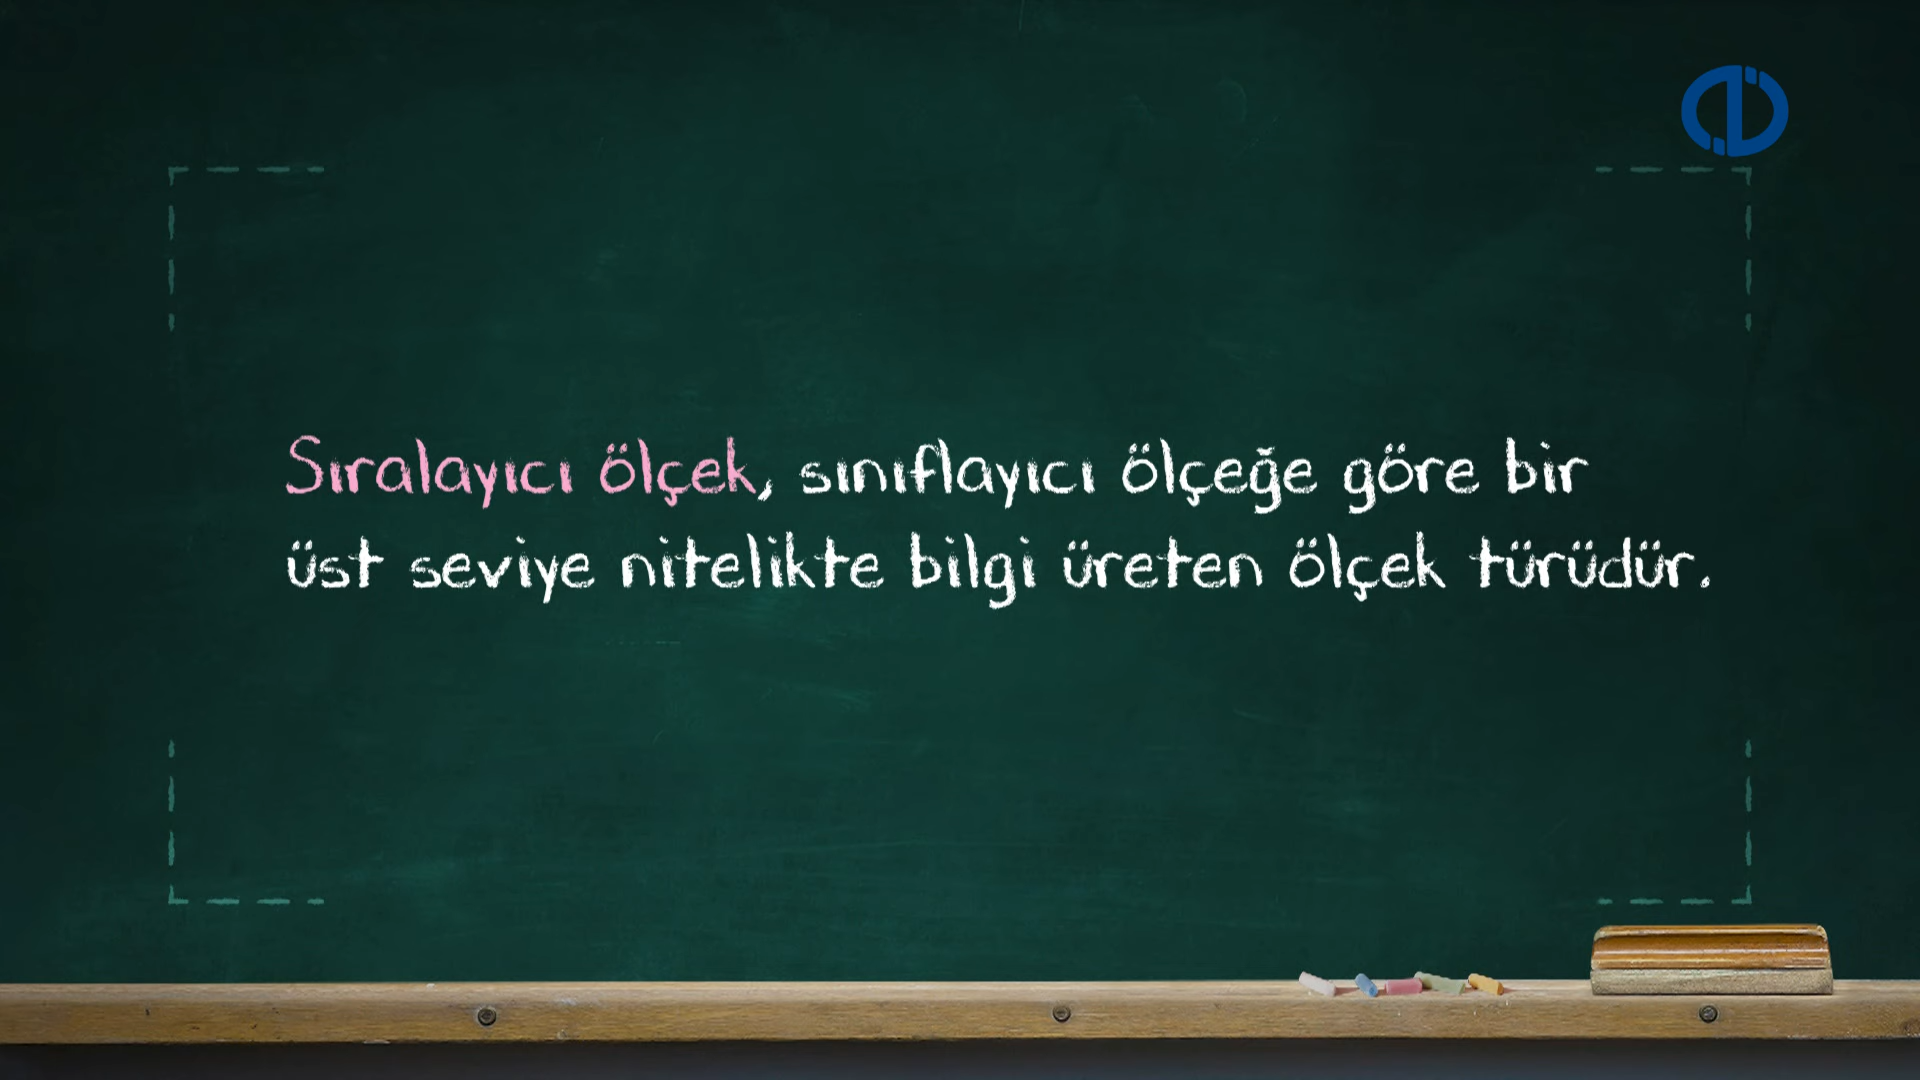 Sıralayıcı ölçek, sınıflayıcı ölçeğe göre bir
üst seviye nitelikte bilgi üreten ölçek türüdür.